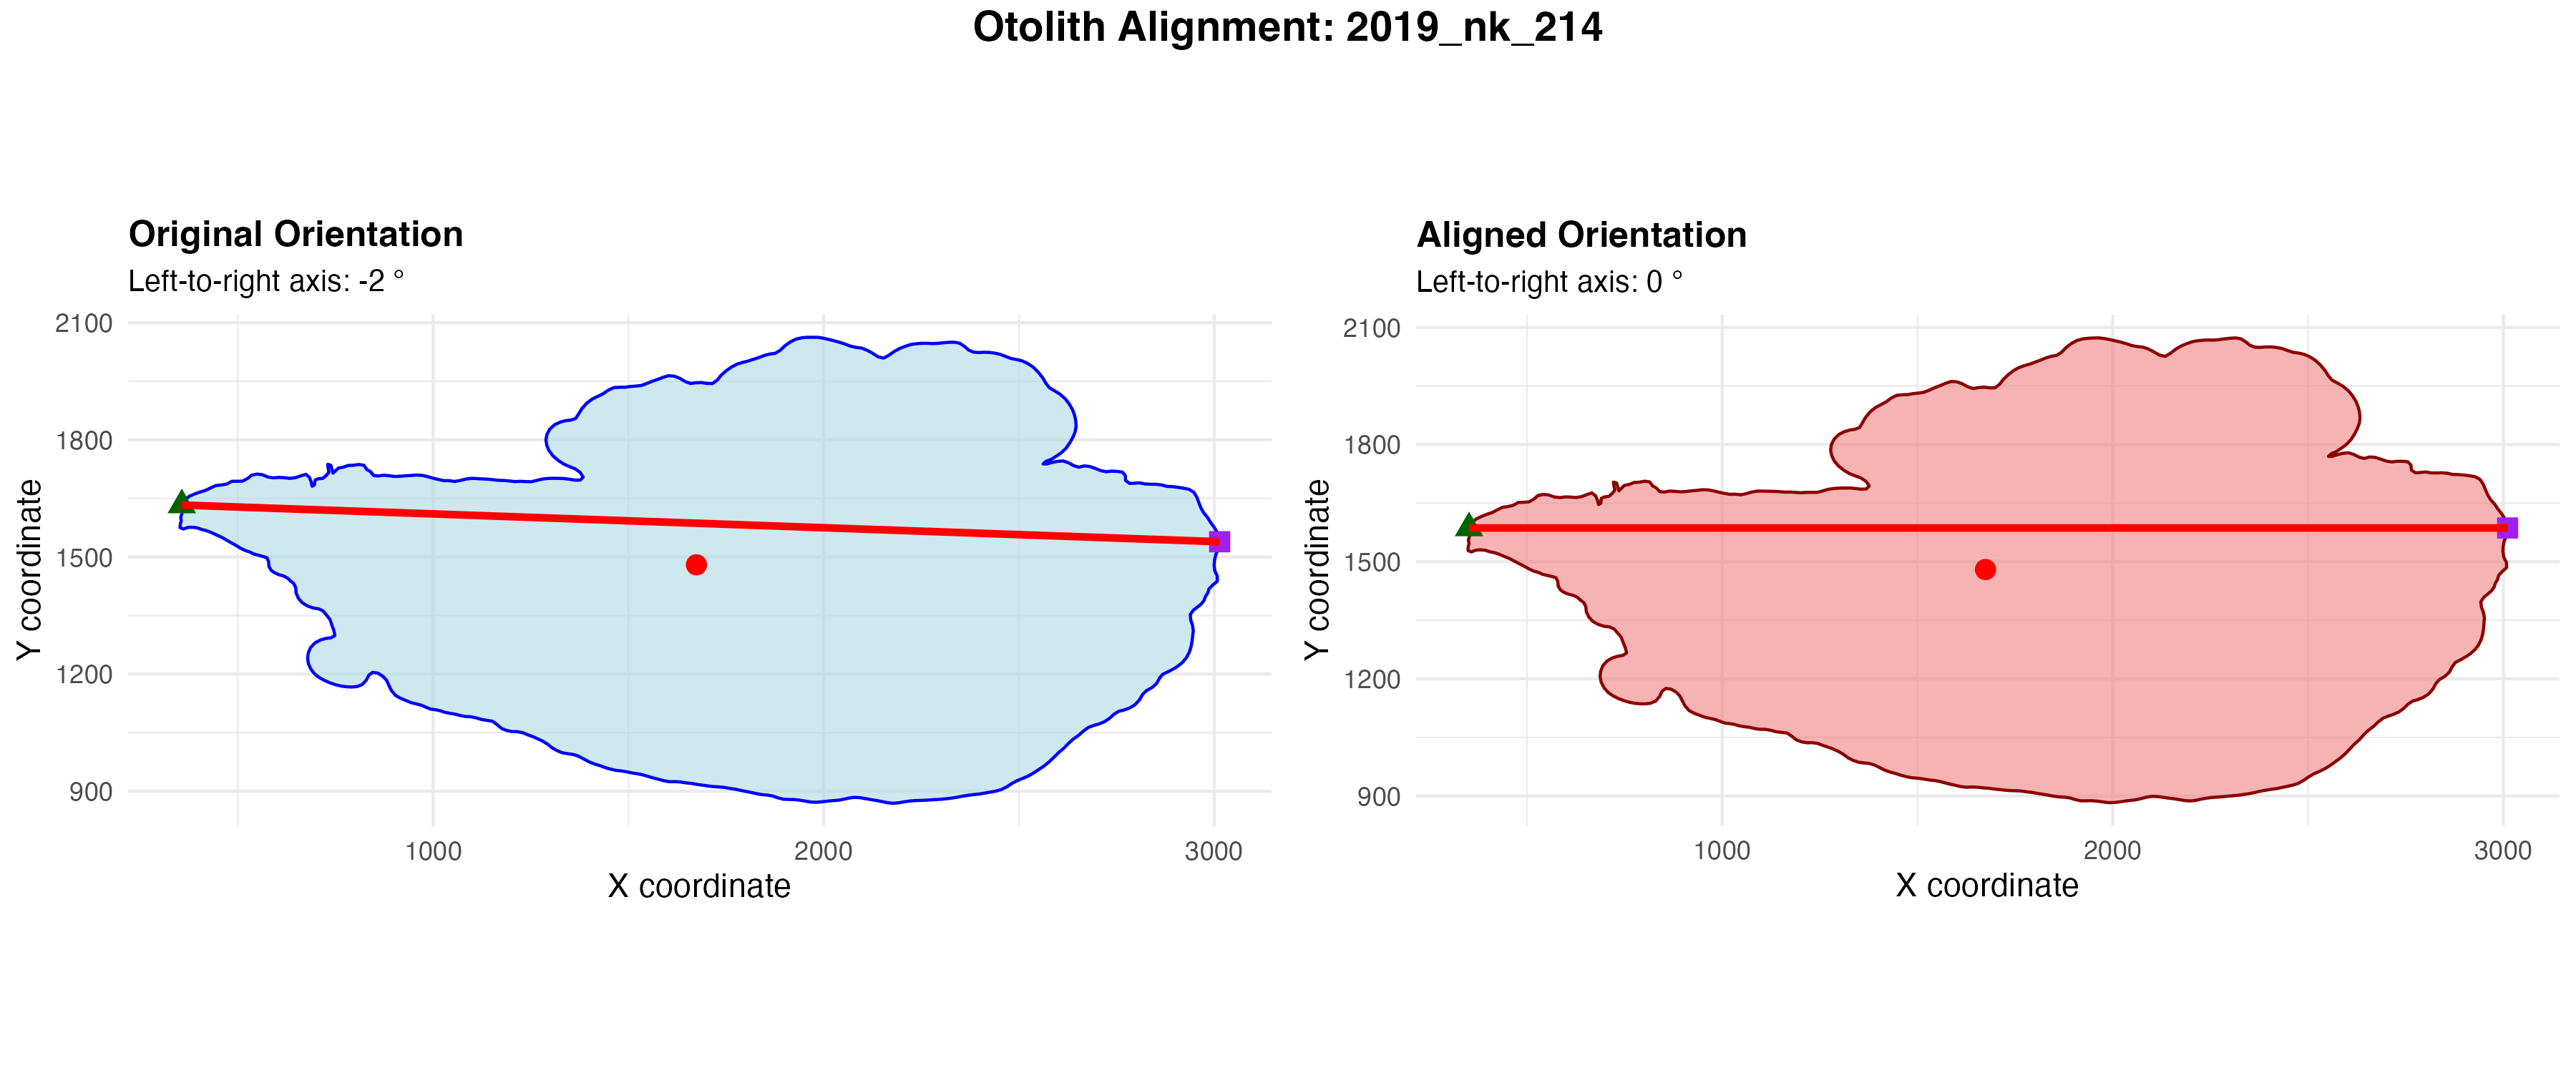 Otolith Alignment: 2019_nk_214
Original Orientation
Left-to-right axis: -2 °
2100
1800
1500
1200
900
Y coordinate
1000
2000
3000
X coordinate
Aligned Orientation
Left-to-right axis: 0 °
2100
1800
1500
1200
900
Y coordinate
1000
2000
3000
X coordinate